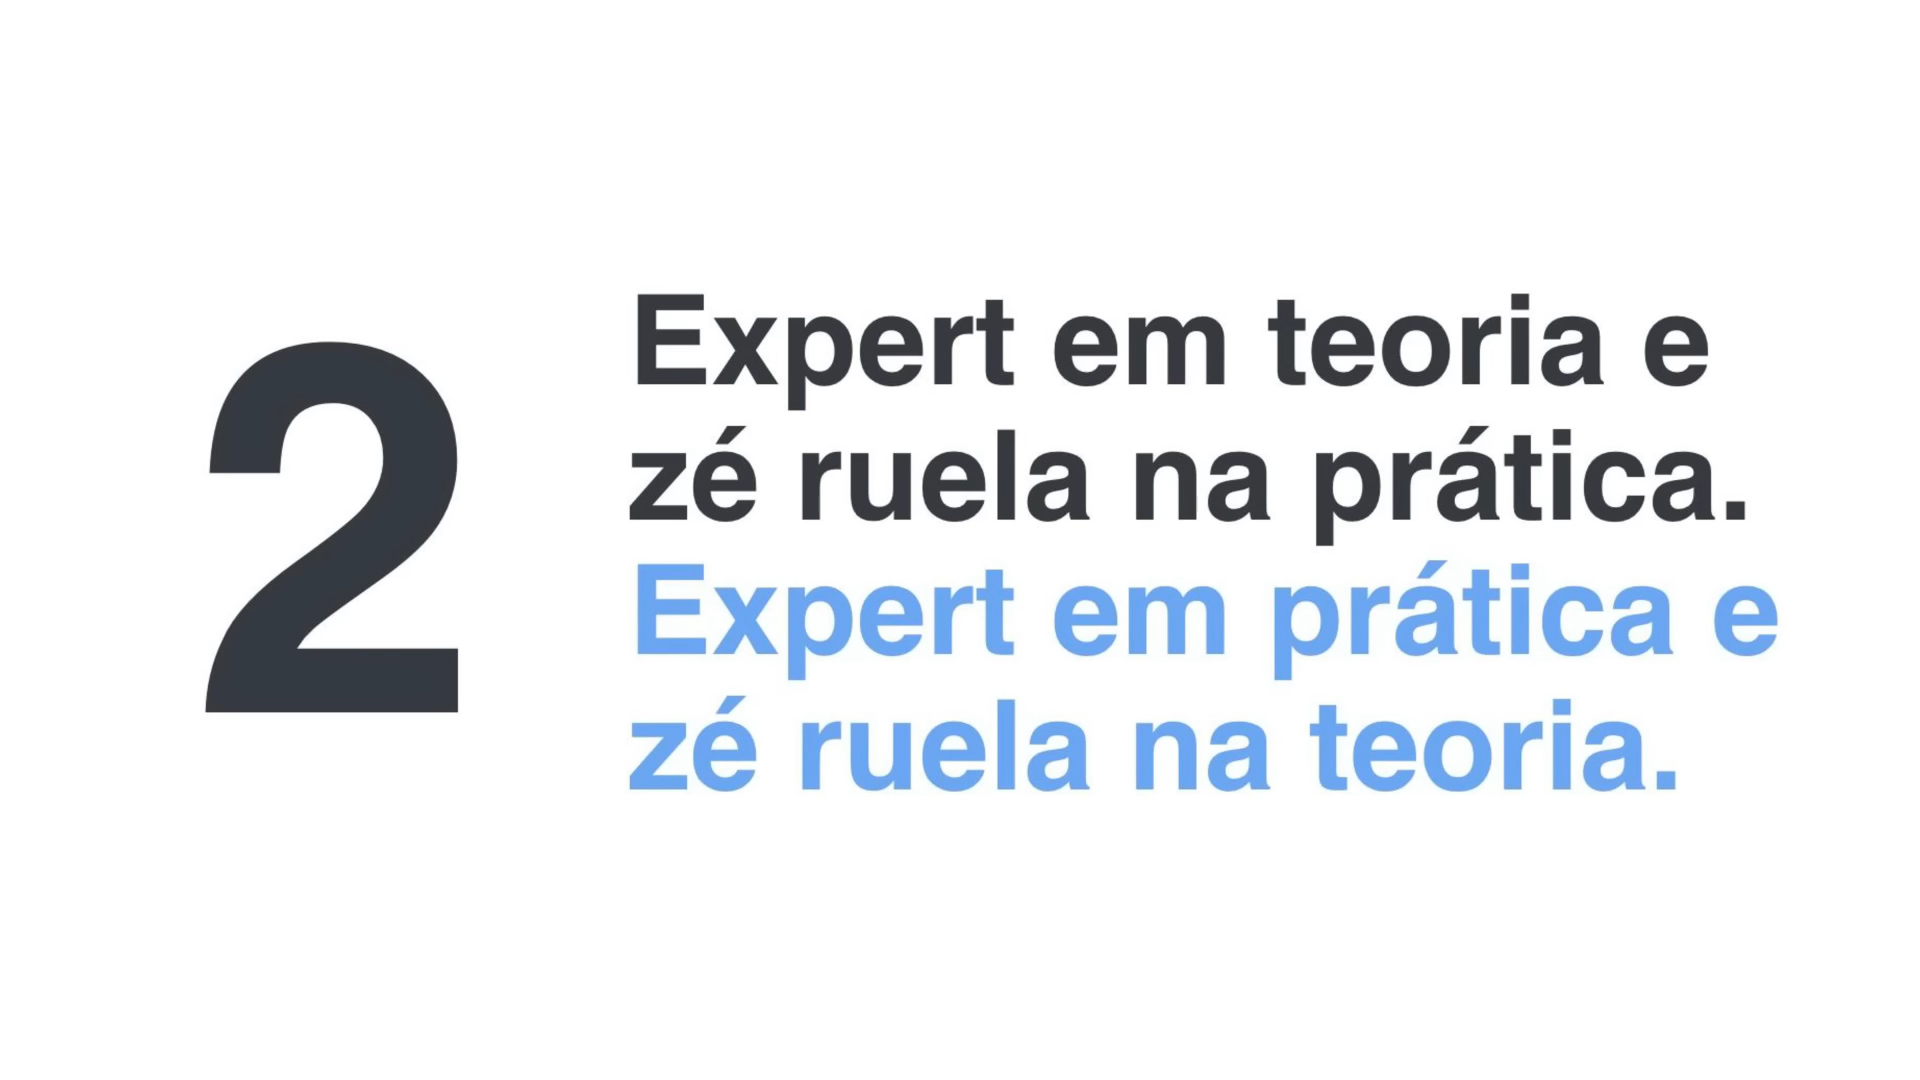 2
Expert em teoria e
zé ruela na prática.
Expert em prática e
zé ruela na teoria.